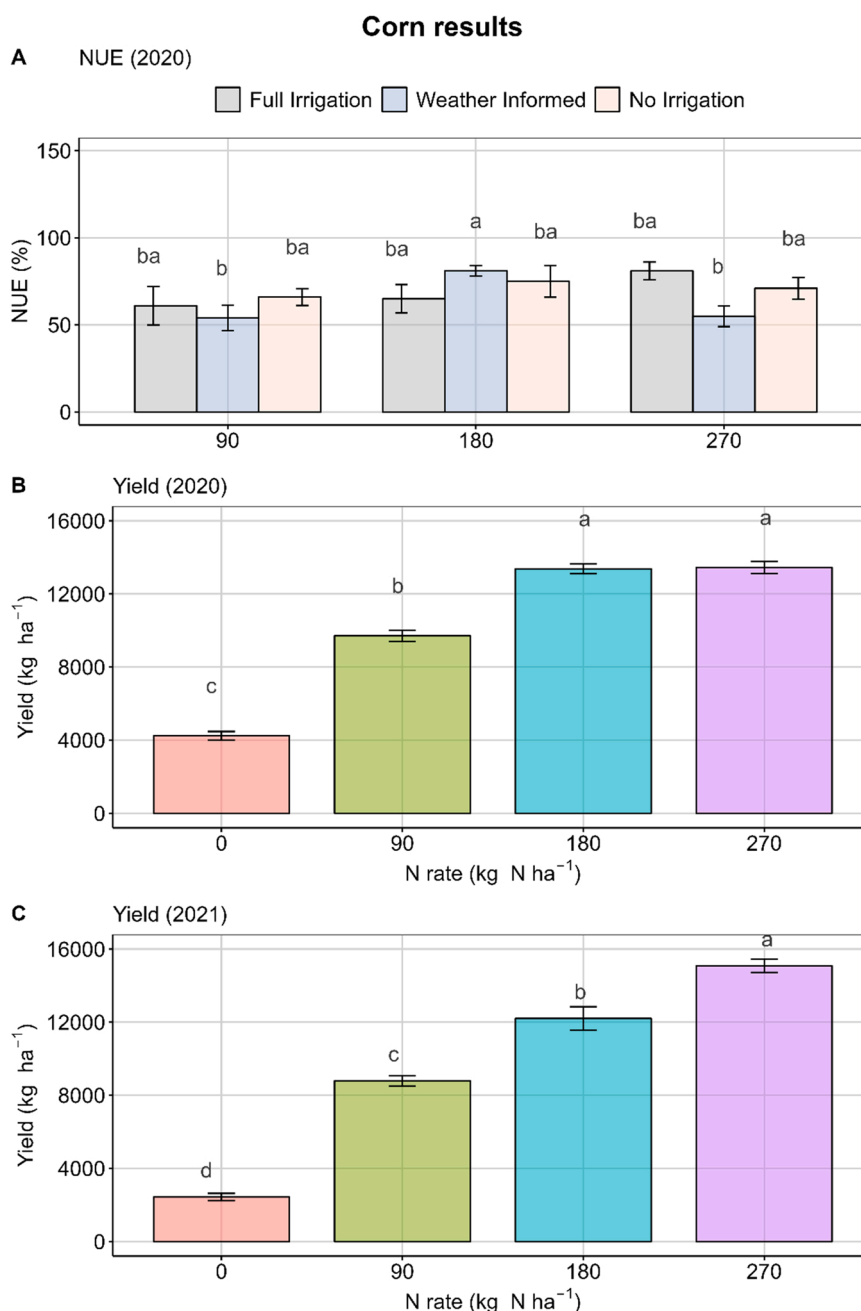 Corn results
A NUE (2020)
Full Irrigation Weather Informed No Irrigation
NUE (%)
150
100
50
0
ba b ba ba a ba ba b ba
90 180 270
B Yield (2020)
Yield (kg ha⁻¹)
16000
12000
8000
4000
0
c b a a
0 90 180 270
N rate (kg N ha⁻¹)
C Yield (2021)
Yield (kg ha⁻¹)
16000
12000
8000
4000
0
d c b a
0 90 180 270
N rate (kg N ha⁻¹)